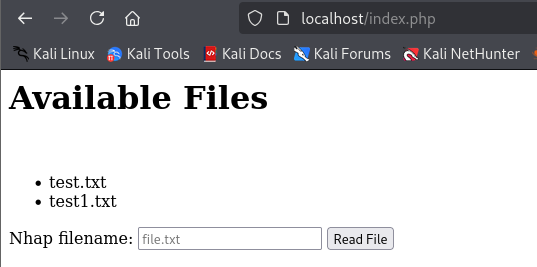 localhost/index.php
Kali Linux Kali Tools Kali Docs Kali Forums Kali NetHunter
Available Files
test.txt
test1.txt
Nhap filename: file.txt Read File